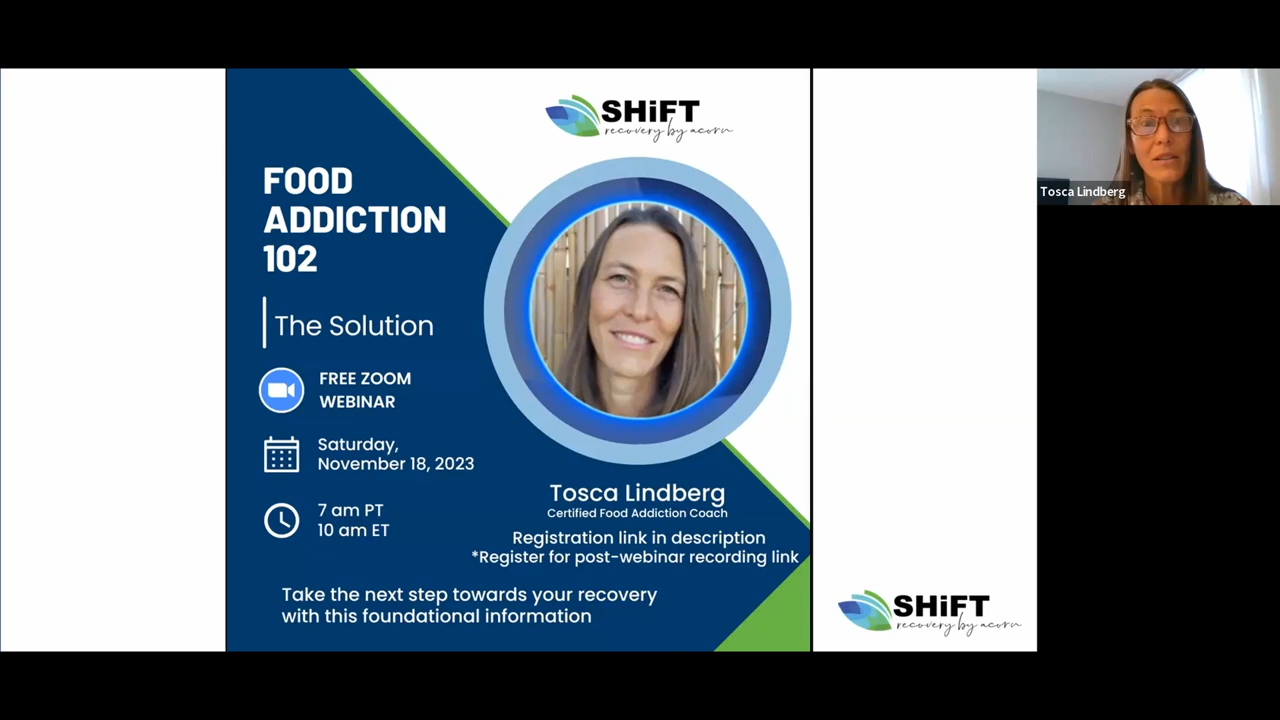 SHiFT
recovery by acorn
FOOD
ADDICTION
102
The Solution
FREE ZOOM
WEBINAR
Saturday,
November 18, 2023
7 am PT
10 am ET
Tosca Lindberg
Certified Food Addiction Coach
Registration link in description
*Register for post-webinar recording link
Take the next step towards your recovery
with this foundational information
SHiFT
recovery by acorn
Tosca Lindberg